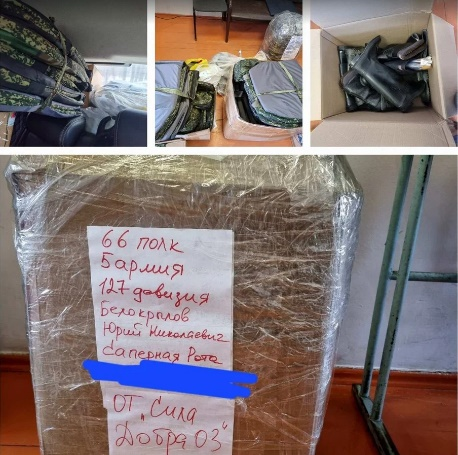 66 полк
5 армия
127 дивизия
Белокрылов
Юрий Николаевич
Саперная Рота
ОТ „Сила
Добра 03"